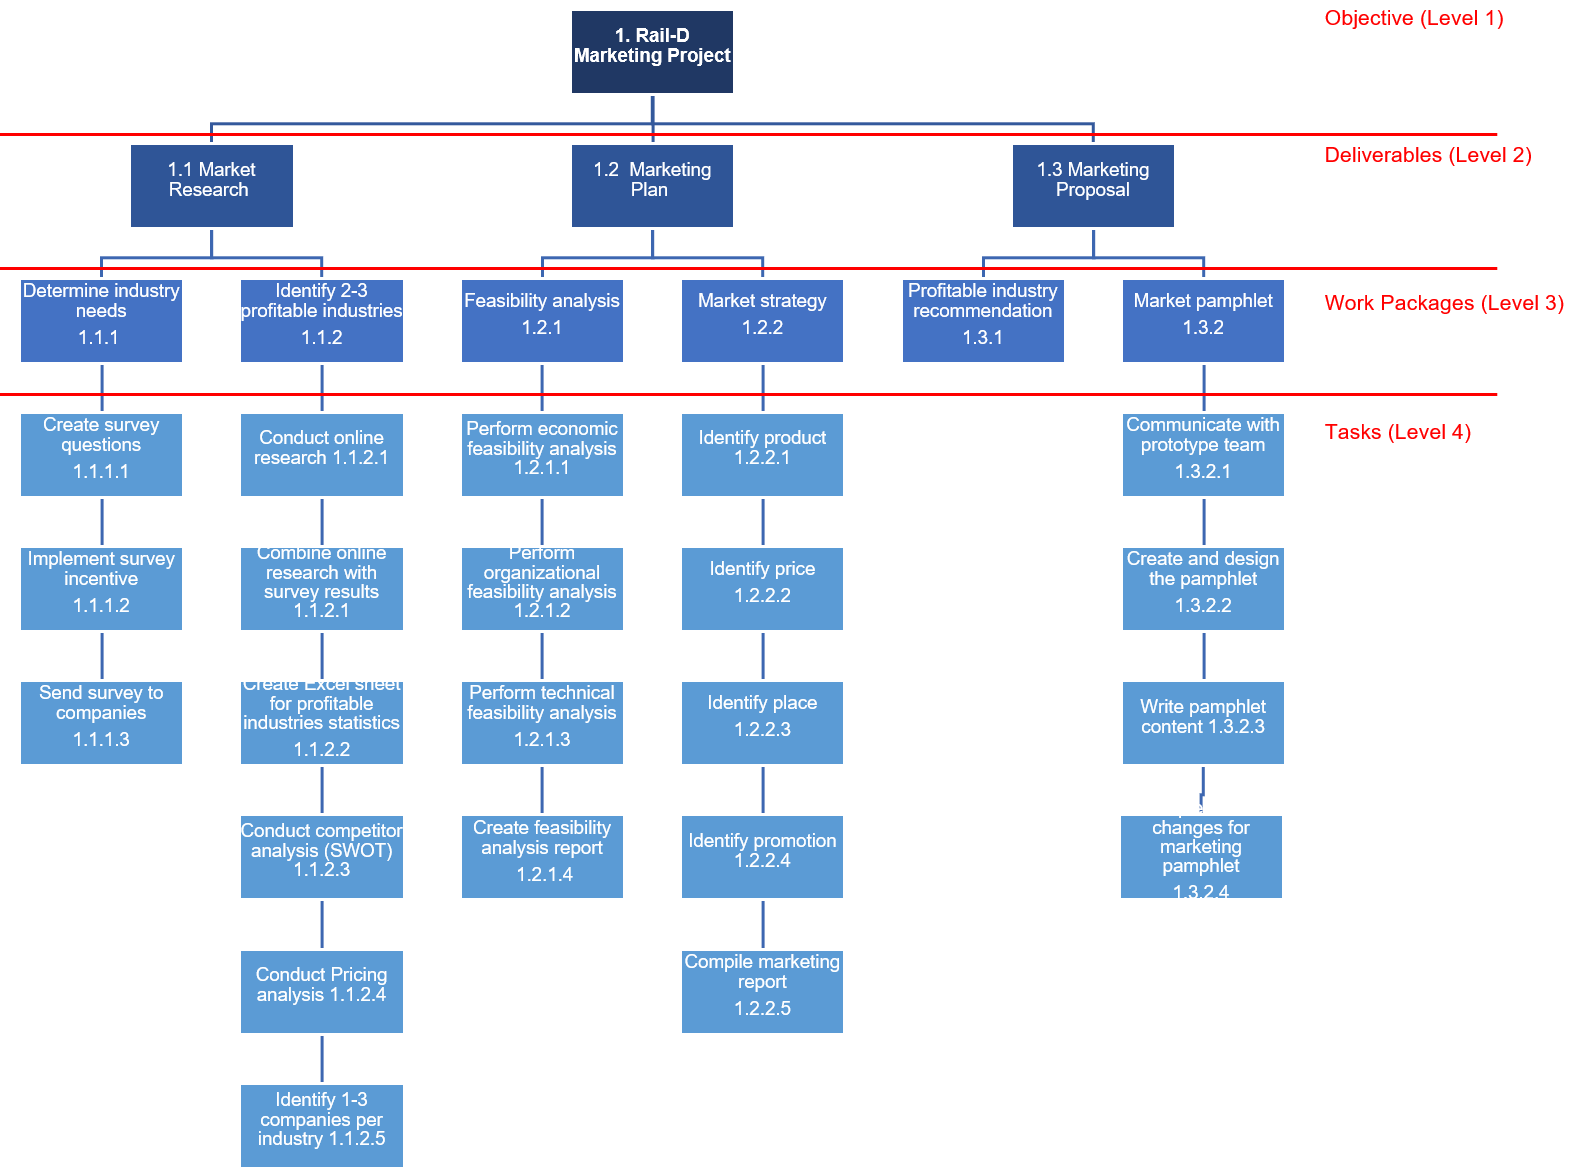 Objective (Level 1)
1. Rail-D
Marketing Project
Deliverables (Level 2)
1.1 Market
Research
1.2  Marketing
Plan
1.3 Marketing
Proposal
Work Packages (Level 3)
Determine industry
needs
1.1.1
Identify 2-3
profitable industries
1.1.2
Feasibility analysis
1.2.1
Market strategy
1.2.2
Profitable industry
recommendation
1.3.1
Market pamphlet
1.3.2
Tasks (Level 4)
Create survey
questions
1.1.1.1
Implement survey
incentive
1.1.1.2
Send survey to
companies
1.1.1.3
Conduct online
research 1.1.2.1
Combine online
research with
survey results
1.1.2.1
Create Excel sheet
for profitable
industries statistics
1.1.2.2
Conduct competitor
analysis (SWOT)
1.1.2.3
Conduct Pricing
analysis 1.1.2.4
Identify 1-3
companies per
industry 1.1.2.5
Perform economic
feasibility analysis
1.2.1.1
Perform
organizational
feasibility analysis
1.2.1.2
Perform technical
feasibility analysis
1.2.1.3
Create feasibility
analysis report
1.2.1.4
Identify product
1.2.2.1
Identify price
1.2.2.2
Identify place
1.2.2.3
Identify promotion
1.2.2.4
Compile marketing
report
1.2.2.5
Communicate with
prototype team
1.3.2.1
Create and design
the pamphlet
1.3.2.2
Write pamphlet
content 1.3.2.3
changes for
marketing
pamphlet
1.3.2.4